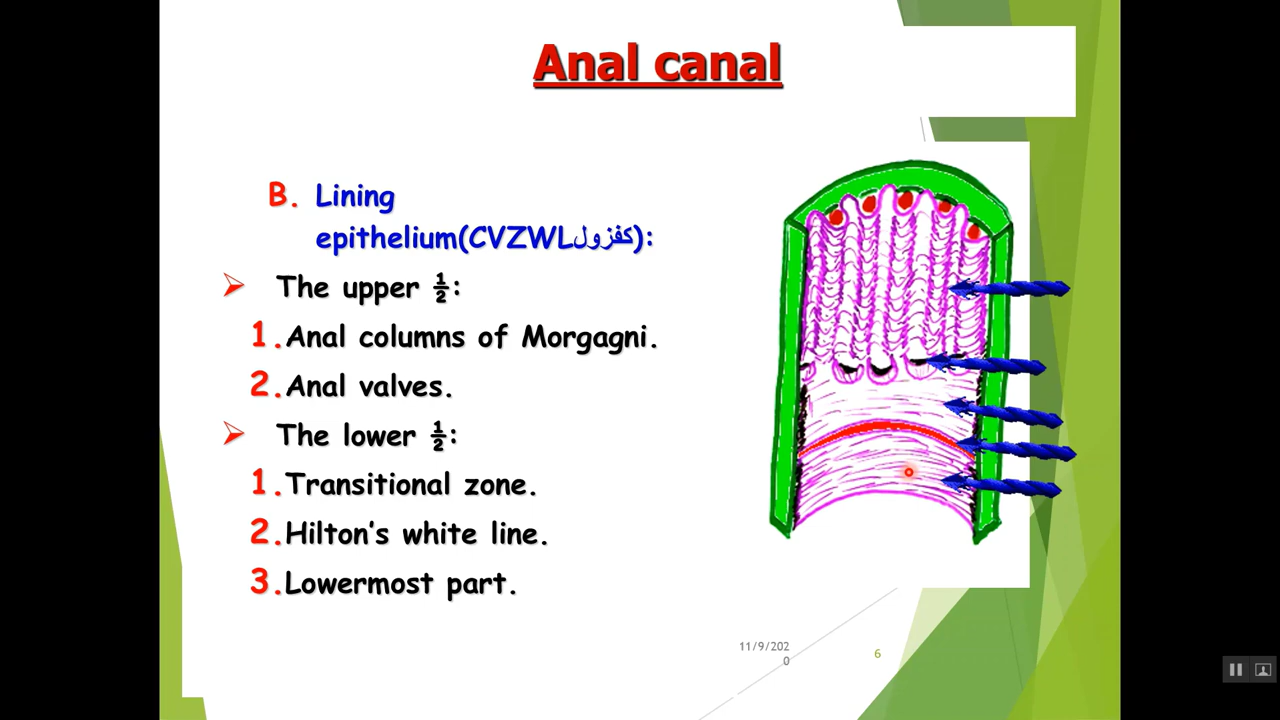 Anal canal
B. Lining
epithelium(CVZWLكفزول):
The upper ½:
1.Anal columns of Morgagni.
2.Anal valves.
The lower ½:
1.Transitional zone.
2.Hilton’s white line.
3.Lowermost part.
11/9/202
0
6